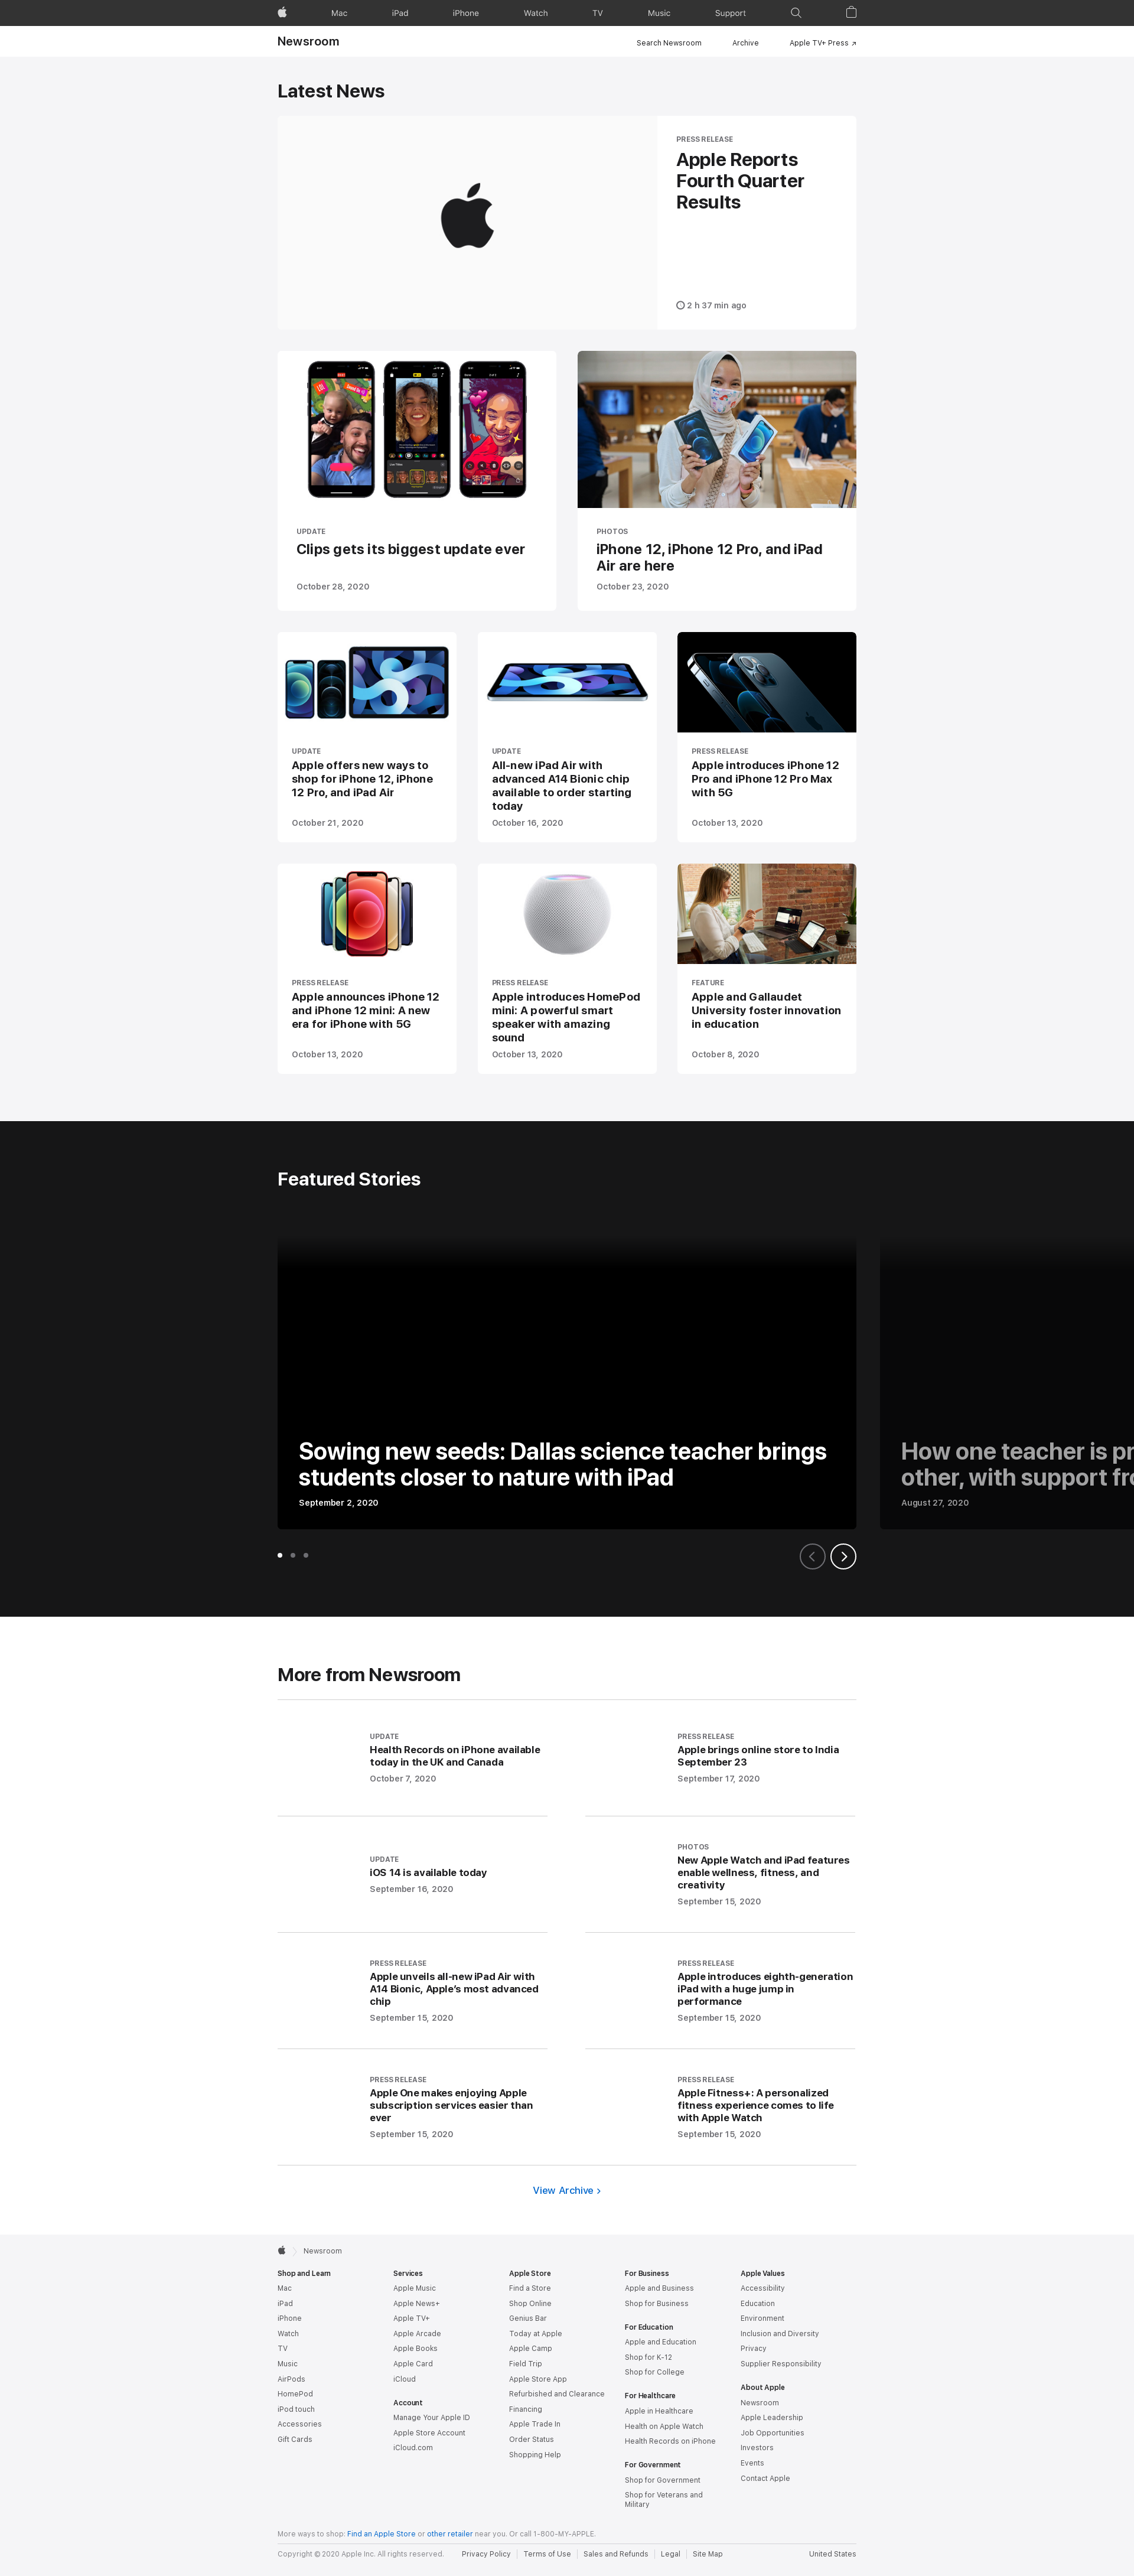 Mac
iPad
iPhone
Watch
TV
Music
Support
Newsroom
Search Newsroom
Archive
Apple TV+ Press ↗
Latest News
PRESS RELEASE
Apple Reports
Fourth Quarter
Results
2 h 37 min ago
UPDATE
Clips gets its biggest update ever
October 28, 2020
PHOTOS
iPhone 12, iPhone 12 Pro, and iPad
Air are here
October 23, 2020
UPDATE
Apple offers new ways to
shop for iPhone 12, iPhone
12 Pro, and iPad Air
October 21, 2020
UPDATE
All-new iPad Air with
advanced A14 Bionic chip
available to order starting
today
October 16, 2020
PRESS RELEASE
Apple introduces iPhone 12
Pro and iPhone 12 Pro Max
with 5G
October 13, 2020
PRESS RELEASE
Apple announces iPhone 12
and iPhone 12 mini: A new
era for iPhone with 5G
October 13, 2020
PRESS RELEASE
Apple introduces HomePod
mini: A powerful smart
speaker with amazing
sound
October 13, 2020
FEATURE
Apple and Gallaudet
University foster innovation
in education
October 8, 2020
Featured Stories
Sowing new seeds: Dallas science teacher brings
students closer to nature with iPad
September 2, 2020
How one teacher is pr
other, with support fro
August 27, 2020
More from Newsroom
UPDATE
Health Records on iPhone available
today in the UK and Canada
October 7, 2020
PRESS RELEASE
Apple brings online store to India
September 23
September 17, 2020
UPDATE
iOS 14 is available today
September 16, 2020
PHOTOS
New Apple Watch and iPad features
enable wellness, fitness, and
creativity
September 15, 2020
PRESS RELEASE
Apple unveils all-new iPad Air with
A14 Bionic, Apple’s most advanced
chip
September 15, 2020
PRESS RELEASE
Apple introduces eighth-generation
iPad with a huge jump in
performance
September 15, 2020
PRESS RELEASE
Apple One makes enjoying Apple
subscription services easier than
ever
September 15, 2020
PRESS RELEASE
Apple Fitness+: A personalized
fitness experience comes to life
with Apple Watch
September 15, 2020
View Archive >
Newsroom
Shop and Learn
Mac
iPad
iPhone
Watch
TV
Music
AirPods
HomePod
iPod touch
Accessories
Gift Cards
Services
Apple Music
Apple News+
Apple TV+
Apple Arcade
Apple Books
Apple Card
iCloud
Account
Manage Your Apple ID
Apple Store Account
iCloud.com
Apple Store
Find a Store
Shop Online
Genius Bar
Today at Apple
Apple Camp
Field Trip
Apple Store App
Refurbished and Clearance
Financing
Apple Trade In
Order Status
Shopping Help
For Business
Apple and Business
Shop for Business
For Education
Apple and Education
Shop for K-12
Shop for College
For Healthcare
Apple in Healthcare
Health on Apple Watch
Health Records on iPhone
For Government
Shop for Government
Shop for Veterans and
Military
Apple Values
Accessibility
Education
Environment
Inclusion and Diversity
Privacy
Supplier Responsibility
About Apple
Newsroom
Apple Leadership
Job Opportunities
Investors
Events
Contact Apple
More ways to shop: Find an Apple Store or other retailer near you. Or call 1-800-MY-APPLE.
Copyright © 2020 Apple Inc. All rights reserved.
Privacy Policy
Terms of Use
Sales and Refunds
Legal
Site Map
United States